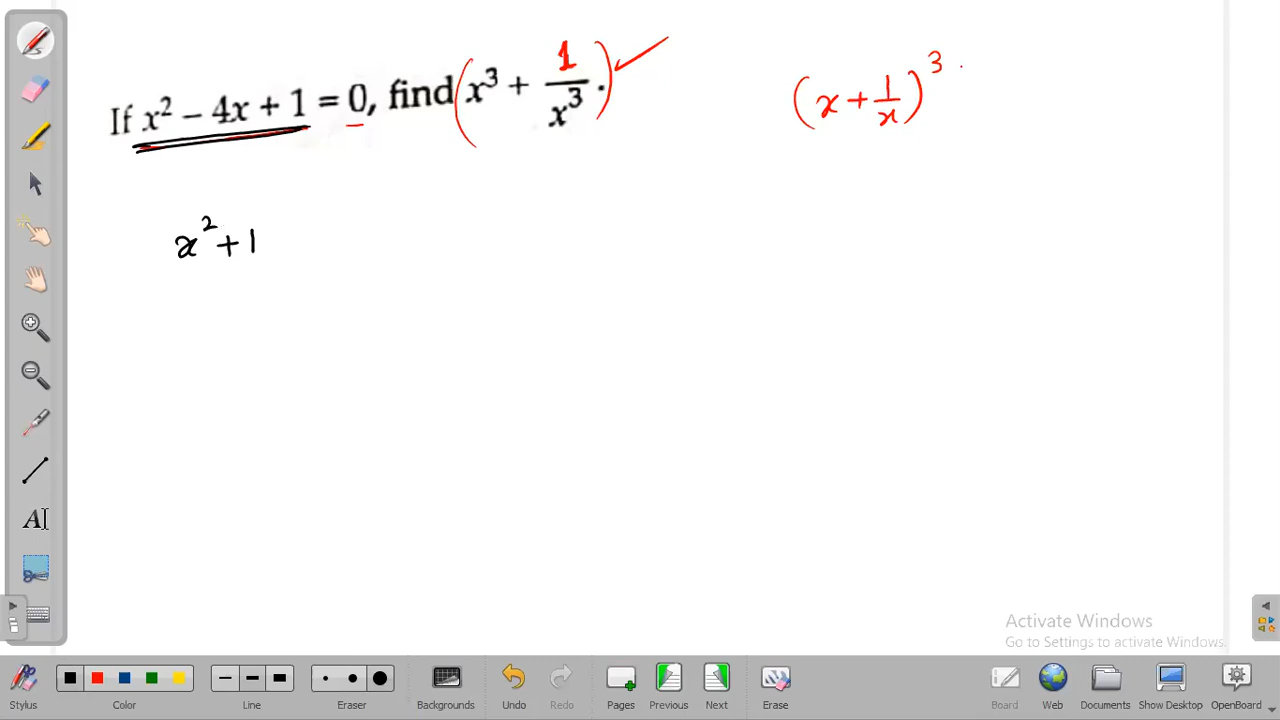 If x² − 4x + 1 = 0, find (x³ + 1/x³.)
(x + 1/x)³
x² + 1
Activate Windows
Go to Settings to activate Windows.
AI
Stylus
Color
Line
Eraser
Backgrounds
Undo
Redo
Pages
Previous
Next
Erase
Board
Web
Documents
Show Desktop
OpenBoard